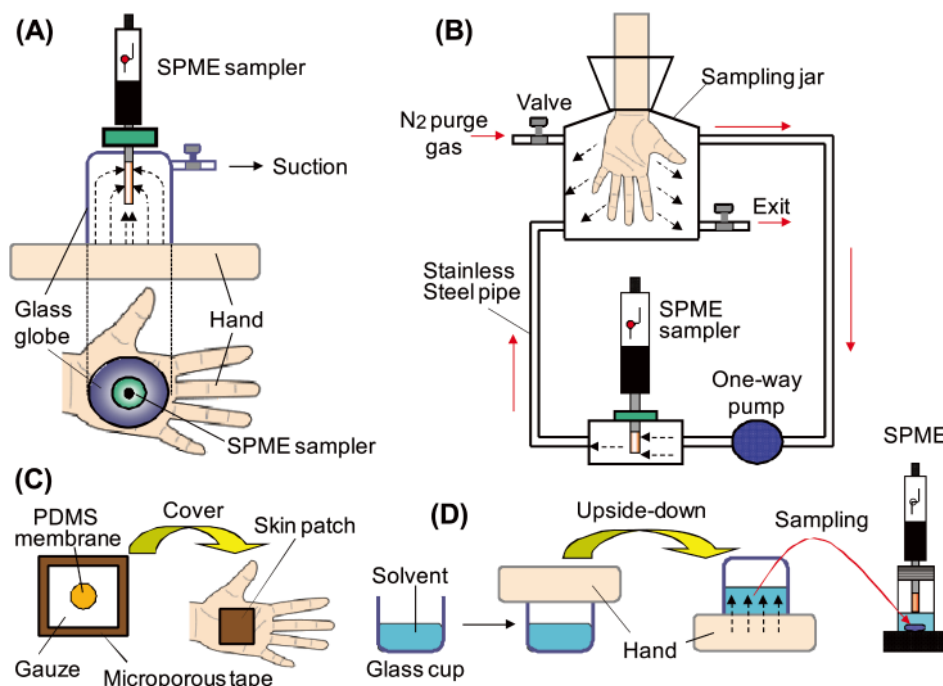 (A)
SPME sampler
Suction
Glass
globe
Hand
SPME sampler
(B)
Sampling jar
Valve
N2 purge
gas
Exit
Stainless
Steel pipe
SPME
sampler
One-way
pump
(C)
PDMS
membrane
Cover
Skin patch
Gauze
Microporous tape
(D)
Upside-down
Sampling
SPME
Solvent
Glass cup
Hand